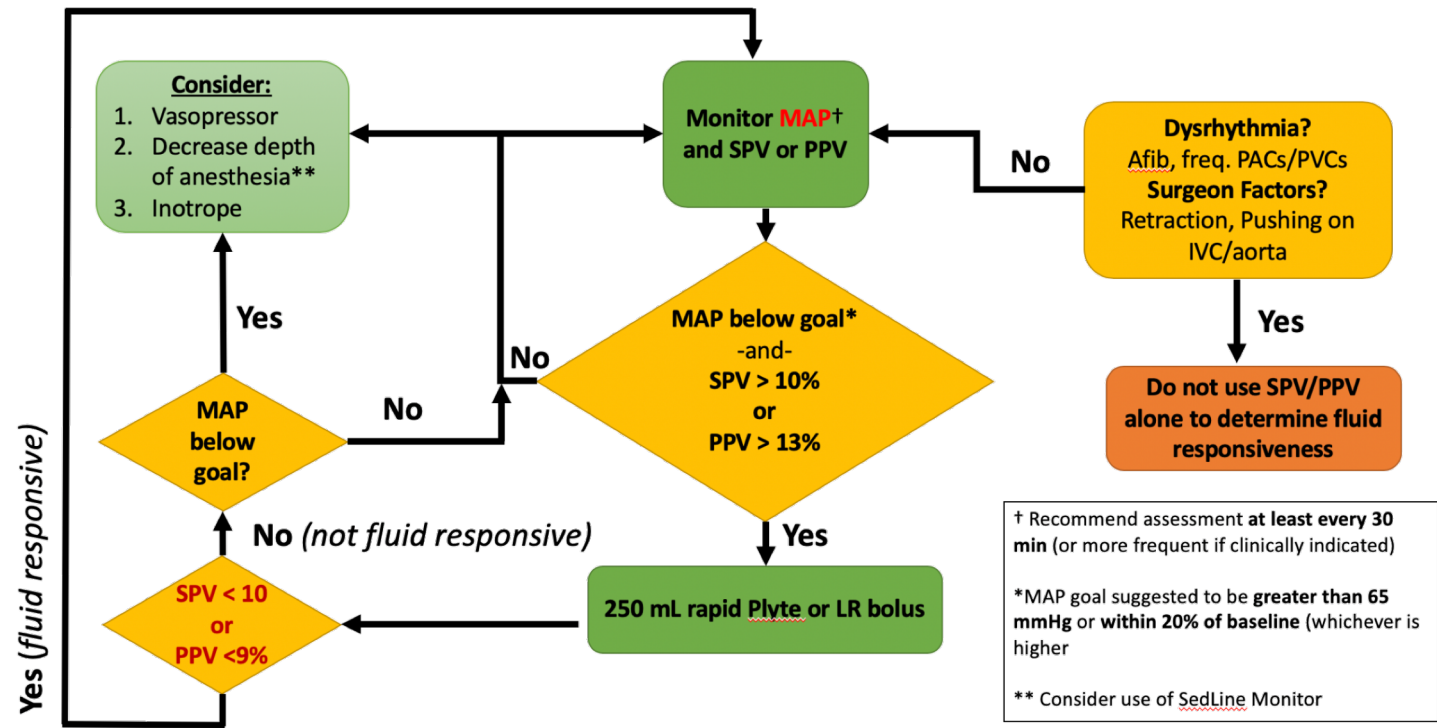 Consider:
1. Vasopressor
2. Decrease depth
of anesthesia**
3. Inotrope
Monitor MAP†
and SPV or PPV
No
Dysrhythmia?
Afib, freq. PACs/PVCs
Surgeon Factors?
Retraction, Pushing on
IVC/aorta
Yes
Do not use SPV/PPV
alone to determine fluid
responsiveness
MAP below goal*
-and-
SPV > 10%
or
PPV > 13%
No
Yes
250 mL rapid Plyte or LR bolus
SPV < 10
or
PPV <9%
No (not fluid responsive)
MAP
below
goal?
Yes
No
Yes (fluid responsive)
† Recommend assessment at least every 30
min (or more frequent if clinically indicated)
*MAP goal suggested to be greater than 65
mmHg or within 20% of baseline (whichever is
higher
** Consider use of SedLine Monitor